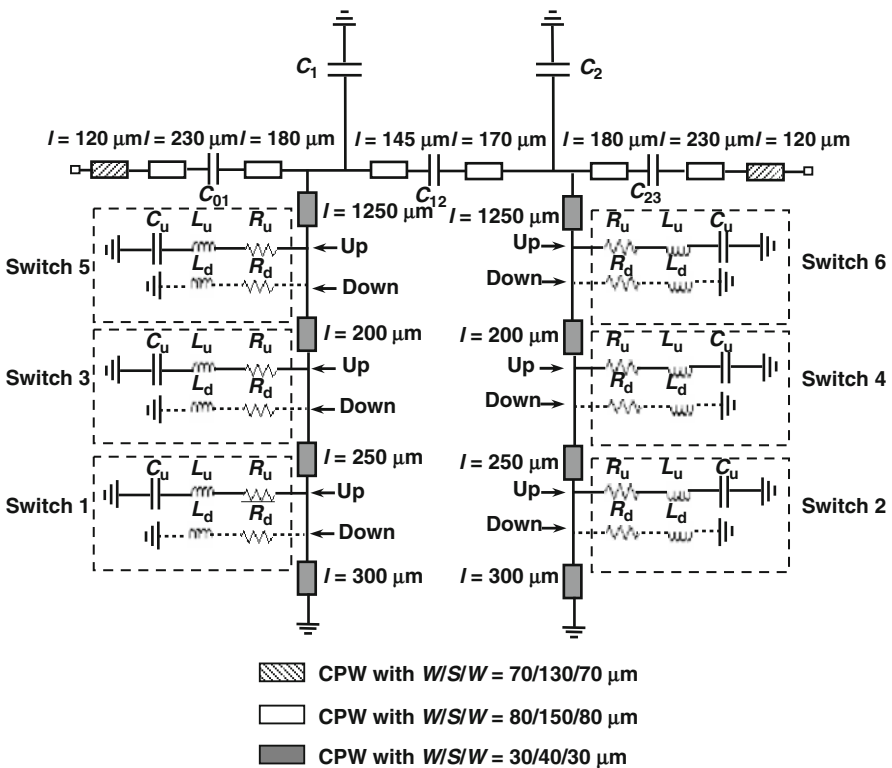 C1 C2
l = 120 μm l = 230 μm l = 180 μm l = 145 μm l = 170 μm l = 180 μm l = 230 μm l = 120 μm
C01 C12 C23
l = 1250 μm l = 1250 μm
Switch 5 Cu Lu Ru Up Up Ru Lu Cu Switch 6
Ld Rd Down Down Rd Ld
l = 200 μm l = 200 μm
Switch 3 Cu Lu Ru Up Up Ru Lu Cu Switch 4
Ld Rd Down Down Rd Ld
l = 250 μm l = 250 μm
Switch 1 Cu Lu Ru Up Up Ru Lu Cu Switch 2
Ld Rd Down Down Rd Ld
l = 300 μm l = 300 μm
CPW with W/S/W = 70/130/70 μm
CPW with W/S/W = 80/150/80 μm
CPW with W/S/W = 30/40/30 μm